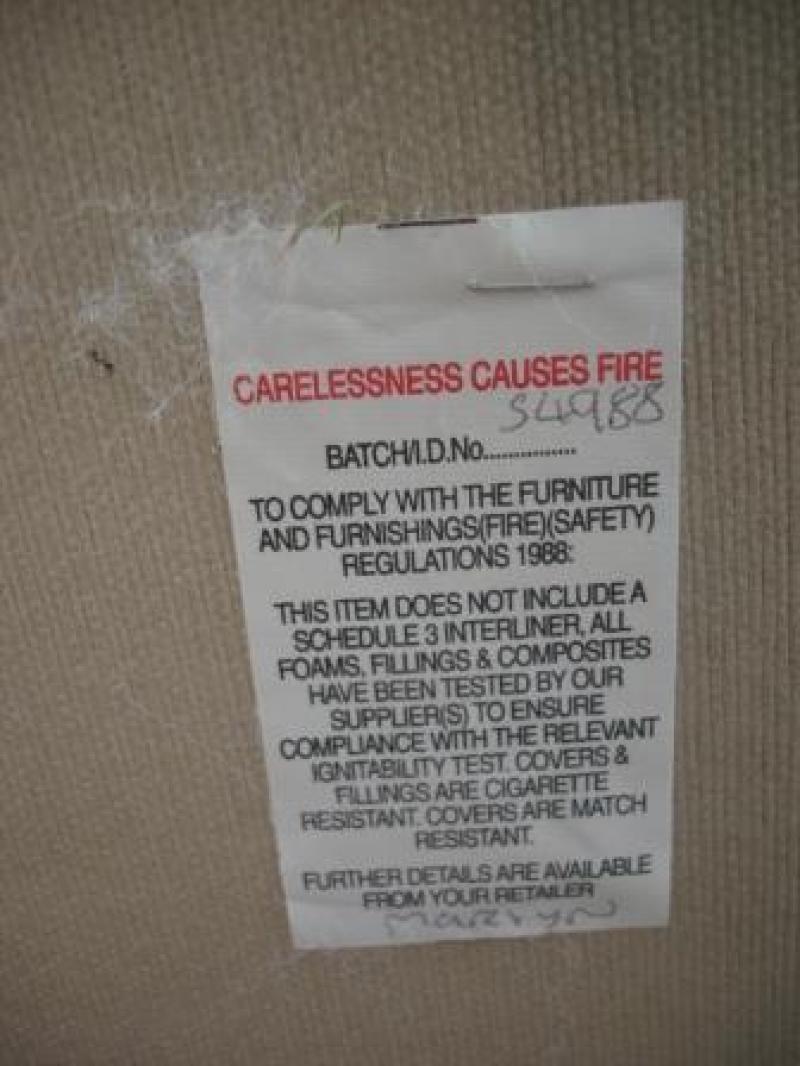 CARELESSNESS CAUSES FIRE
S4988
BATCH/I.D.No...............
TO COMPLY WITH THE FURNITURE
AND FURNISHINGS(FIRE)(SAFETY)
REGULATIONS 1988:
THIS ITEM DOES NOT INCLUDE A
SCHEDULE 3 INTERLINER, ALL
FOAMS, FILLINGS & COMPOSITES
HAVE BEEN TESTED BY OUR
SUPPLIER(S) TO ENSURE
COMPLIANCE WITH THE RELEVANT
IGNITABILITY TEST. COVERS &
FILLINGS ARE CIGARETTE
RESISTANT. COVERS ARE MATCH
RESISTANT.
FURTHER DETAILS ARE AVAILABLE
FROM YOUR RETAILER